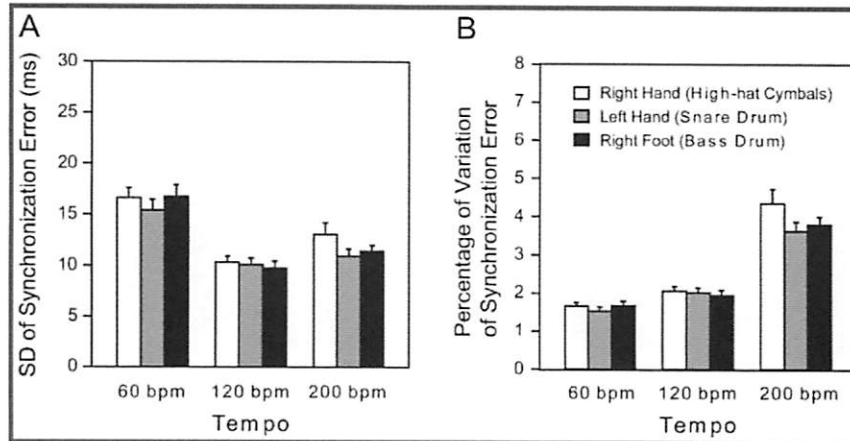 A
SD of Synchronization Error (ms)
30
25
20
15
10
5
0
60 bpm
120 bpm
200 bpm
Tempo
B
Percentage of Variation
of Synchronization Error
8
7
6
5
4
3
2
1
0
Right Hand (High-hat Cymbals)
Left Hand (Snare Drum)
Right Foot (Bass Drum)
60 bpm
120 bpm
200 bpm
Tempo